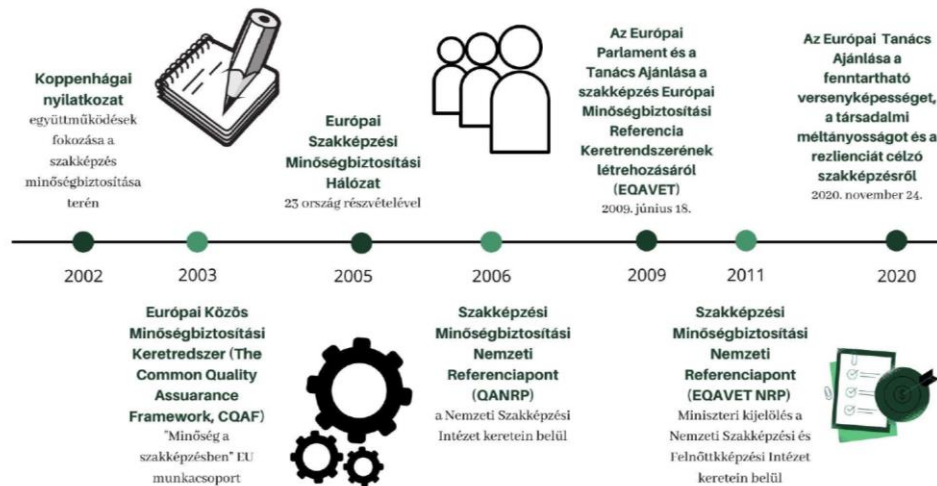 Koppenhágai
nyilatkozat
együttműködések
fokozása a
szakképzés
minőségbiztosítása
terén
Európai
Szakképzési
Minőségbiztosítási
Hálózat
23 ország részvételével
Az Európai
Parlament és a
Tanács Ajánlása a
szakképzés Európai
Minőségbiztosítási
Referencia
Keretrendszerének
létrehozásáról
(EQAVET)
2009. június 18.
Az Európai Tanács
Ajánlása a
fenntartható
versenyképességet,
a társadalmi
méltányosságot és a
rezlienciát célzó
szakképzésről
2020. november 24.
2002
2003
2005
2006
2009
2011
2020
Európai Közös
Minőségbiztosítási
Keretredszer (The
Common Quality
Assuarance
Framework, CQAF)
"Minőség a
szakképzésben" EU
munkacsoport
Szakképzési
Minőségbiztosítási
Nemzeti
Referenciapont
(QANRP)
a Nemzeti Szakképzési
Intézet keretein belül
Szakképzési
Minőségbiztosítási
Nemzeti
Referenciapont
(EQAVET NRP)
Miniszteri kijelölés a
Nemzeti Szakképzési és
Felnőttkképzési Intézet
keretein belül
$